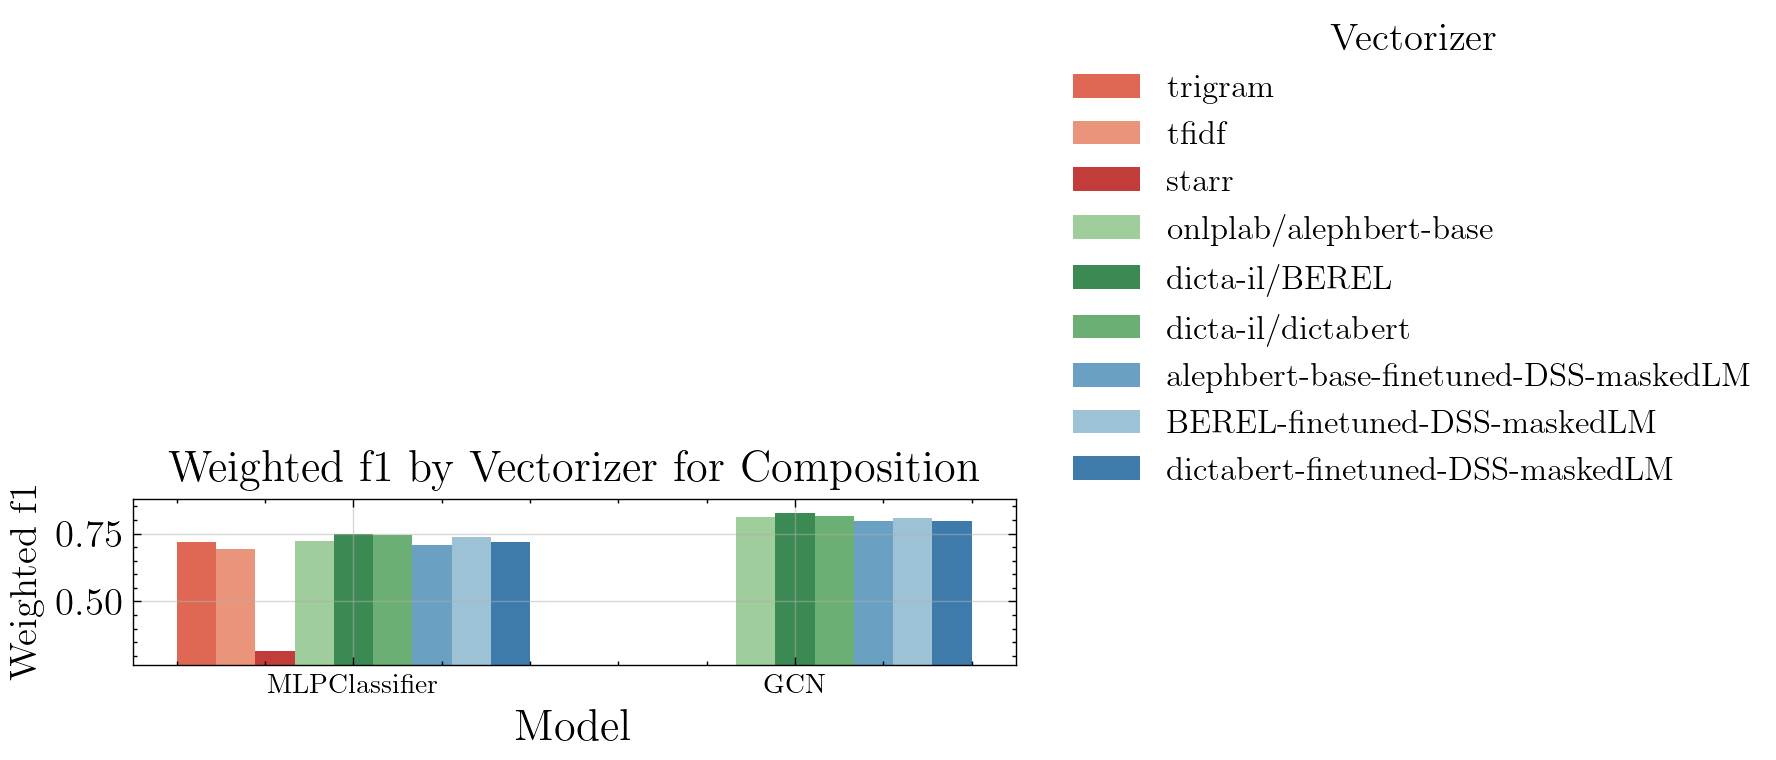 Vectorizer
trigram
tfidf
starr
onlplab/alephbert-base
dicta-il/BEREL
dicta-il/dictabert
alephbert-base-finetuned-DSS-maskedLM
BEREL-finetuned-DSS-maskedLM
dictabert-finetuned-DSS-maskedLM
Weighted f1 by Vectorizer for Composition
Weighted f1
0.75
0.50
MLPClassifier
GCN
Model